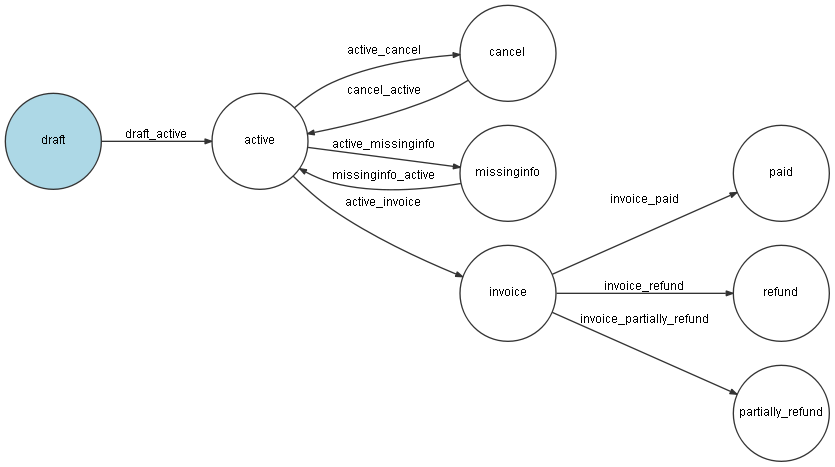 draft
draft_active
active
active_cancel
cancel
cancel_active
active_missinginfo
missinginfo_active
missinginfo
active_invoice
invoice
invoice_paid
paid
invoice_refund
refund
invoice_partially_refund
partially_refund